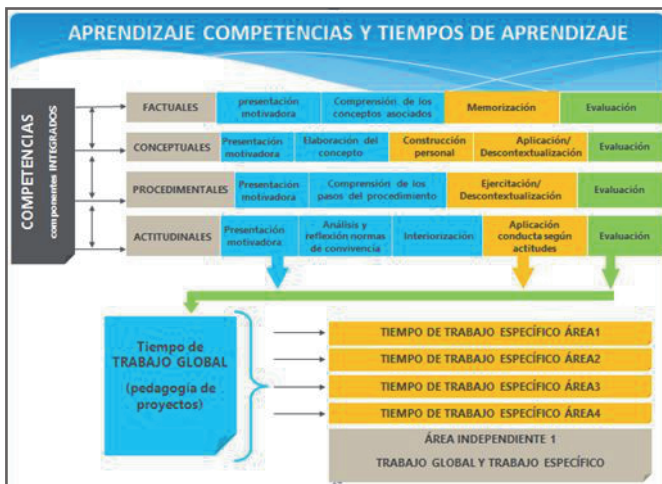 APRENDIZAJE COMPETENCIAS Y TIEMPOS DE APRENDIZAJE
COMPETENCIAS
componentes INTEGRADOS
FACTUALES
presentación
motivadora
Comprensión de los
conceptos asociados
Memorización
Evaluación
CONCEPTUALES
Presentación
motivadora
Elaboración del
concepto
Construcción
personal
Aplicación/
Descontextualización
Evaluación
PROCEDIMENTALES
Presentación
motivadora
Comprensión de los
pasos del procedimiento
Ejercitación/
Descontextualización
Evaluación
ACTITUDINALES
Presentación
motivadora
Análisis y
reflexión normas
de convivencia
Interiorización
Aplicación
conducta según
actitudes
Evaluación
Tiempo de
TRABAJO GLOBAL
(pedagogía de
proyectos)
TIEMPO DE TRABAJO ESPECÍFICO ÁREA1
TIEMPO DE TRABAJO ESPECÍFICO ÁREA2
TIEMPO DE TRABAJO ESPECÍFICO ÁREA3
TIEMPO DE TRABAJO ESPECÍFICO ÁREA4
ÁREA INDEPENDIENTE 1
TRABAJO GLOBAL Y TRABAJO ESPECÍFICO